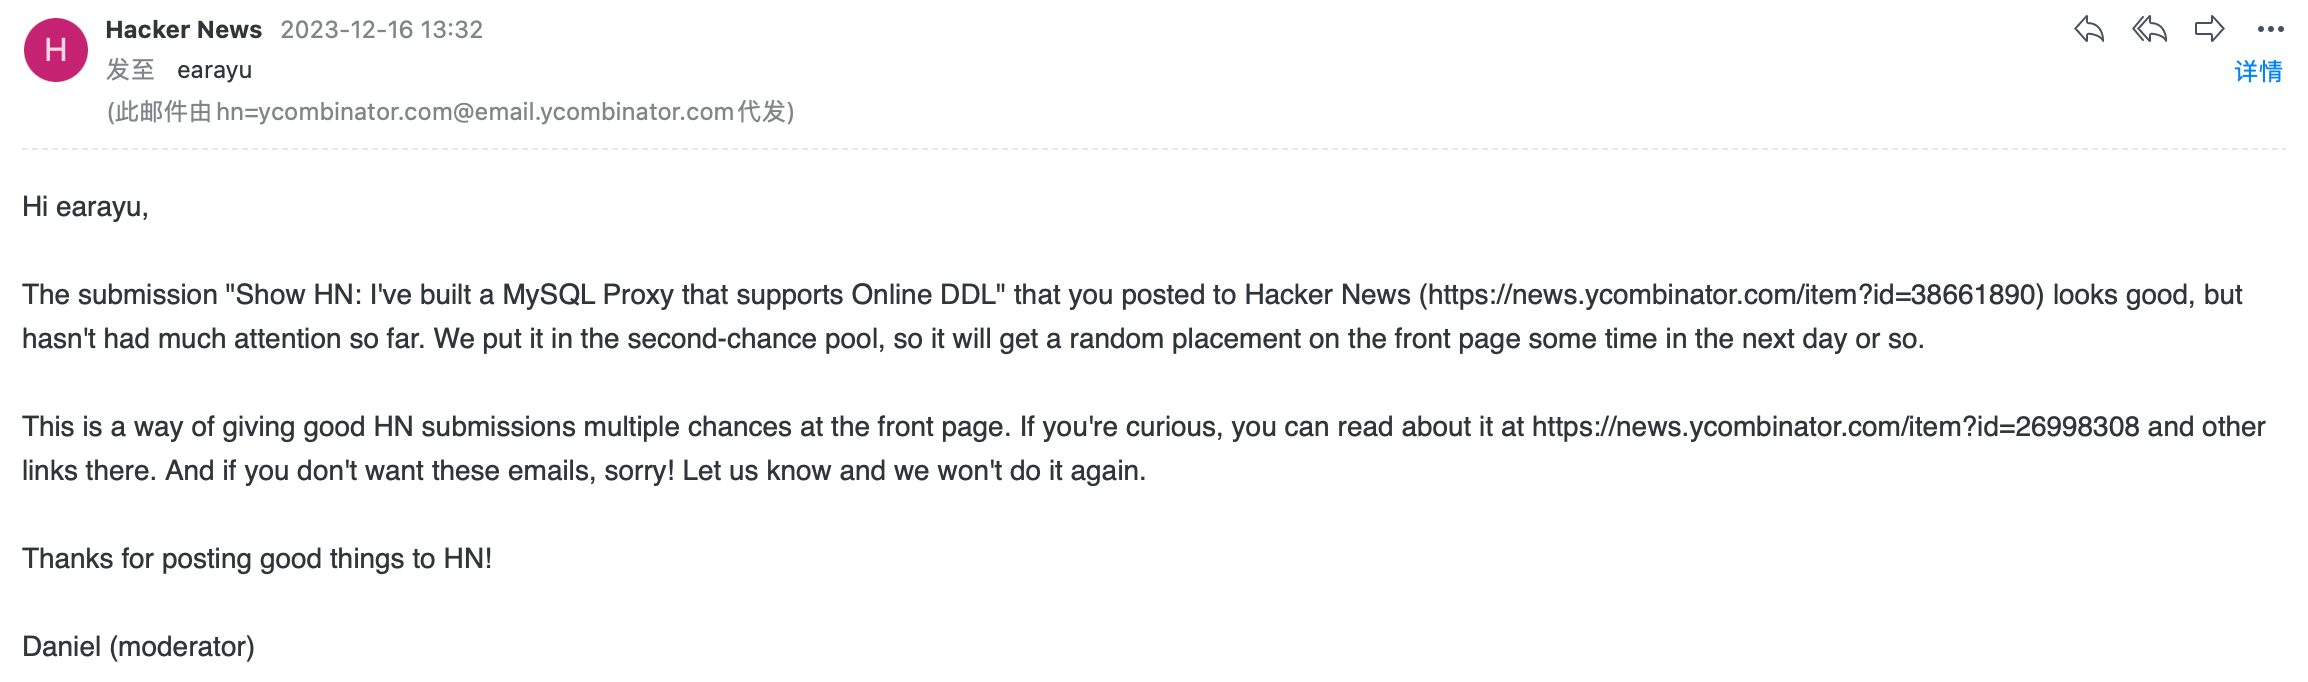 H
Hacker News 2023-12-16 13:32
发至 earayu
详情
(此邮件由hn=ycombinator.com@email.ycombinator.com代发)
Hi earayu,
The submission "Show HN: I've built a MySQL Proxy that supports Online DDL" that you posted to Hacker News (https://news.ycombinator.com/item?id=38661890) looks good, but
hasn't had much attention so far. We put it in the second-chance pool, so it will get a random placement on the front page some time in the next day or so.
This is a way of giving good HN submissions multiple chances at the front page. If you're curious, you can read about it at https://news.ycombinator.com/item?id=26998308 and other
links there. And if you don't want these emails, sorry! Let us know and we won't do it again.
Thanks for posting good things to HN!
Daniel (moderator)